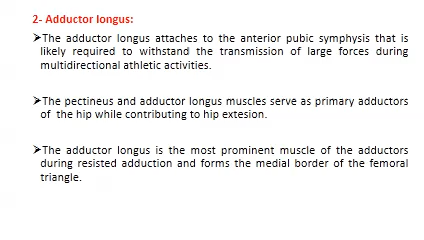 2- Adductor longus:
➢The adductor longus attaches to the anterior pubic symphysis that is
likely required to withstand the transmission of large forces during
multidirectional athletic activities.
➢The pectineus and adductor longus muscles serve as primary adductors
of the hip while contributing to hip extesion.
➢The adductor longus is the most prominent muscle of the adductors
during resisted adduction and forms the medial border of the femoral
triangle.